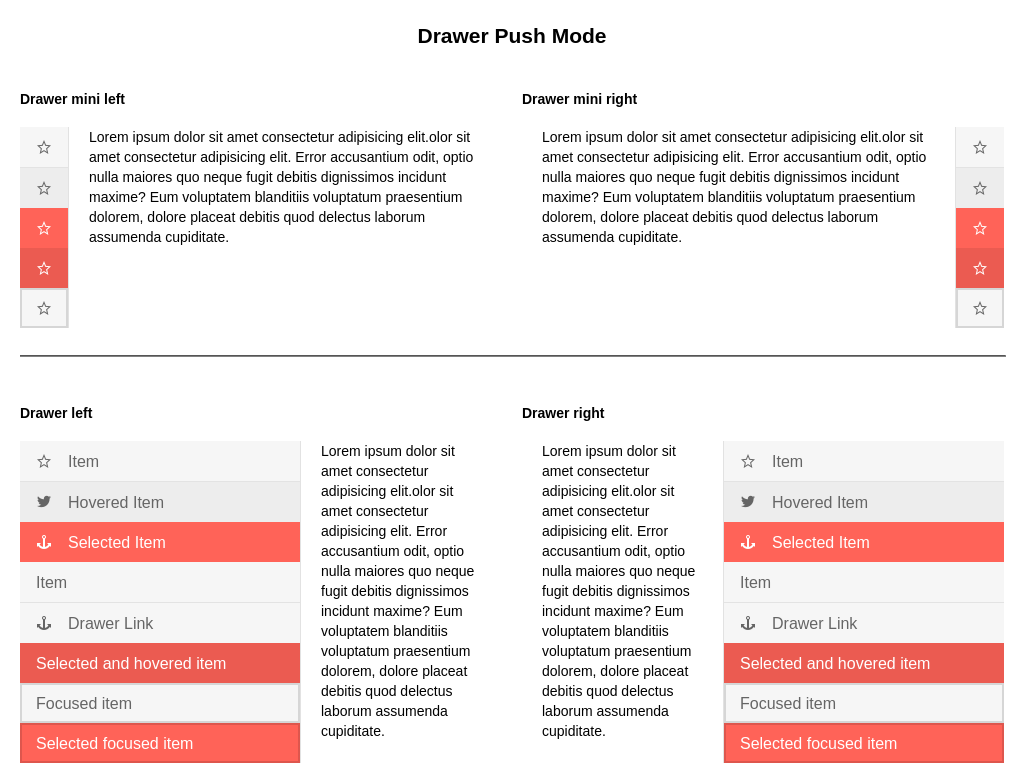 Drawer Push Mode
Drawer mini left
Lorem ipsum dolor sit amet consectetur adipisicing elit.olor sit
amet consectetur adipisicing elit. Error accusantium odit, optio
nulla maiores quo neque fugit debitis dignissimos incidunt
maxime? Eum voluptatem blanditiis voluptatum praesentium
dolorem, dolore placeat debitis quod delectus laborum
assumenda cupiditate.
Drawer mini right
Lorem ipsum dolor sit amet consectetur adipisicing elit.olor sit
amet consectetur adipisicing elit. Error accusantium odit, optio
nulla maiores quo neque fugit debitis dignissimos incidunt
maxime? Eum voluptatem blanditiis voluptatum praesentium
dolorem, dolore placeat debitis quod delectus laborum
assumenda cupiditate.
Drawer left
Item
Hovered Item
Selected Item
Item
Drawer Link
Selected and hovered item
Focused item
Selected focused item
Lorem ipsum dolor sit
amet consectetur
adipisicing elit.olor sit
amet consectetur
adipisicing elit. Error
accusantium odit, optio
nulla maiores quo neque
fugit debitis dignissimos
incidunt maxime? Eum
voluptatem blanditiis
voluptatum praesentium
dolorem, dolore placeat
debitis quod delectus
laborum assumenda
cupiditate.
Drawer right
Lorem ipsum dolor sit
amet consectetur
adipisicing elit.olor sit
amet consectetur
adipisicing elit. Error
accusantium odit, optio
nulla maiores quo neque
fugit debitis dignissimos
incidunt maxime? Eum
voluptatem blanditiis
voluptatum praesentium
dolorem, dolore placeat
debitis quod delectus
laborum assumenda
cupiditate.
Item
Hovered Item
Selected Item
Item
Drawer Link
Selected and hovered item
Focused item
Selected focused item